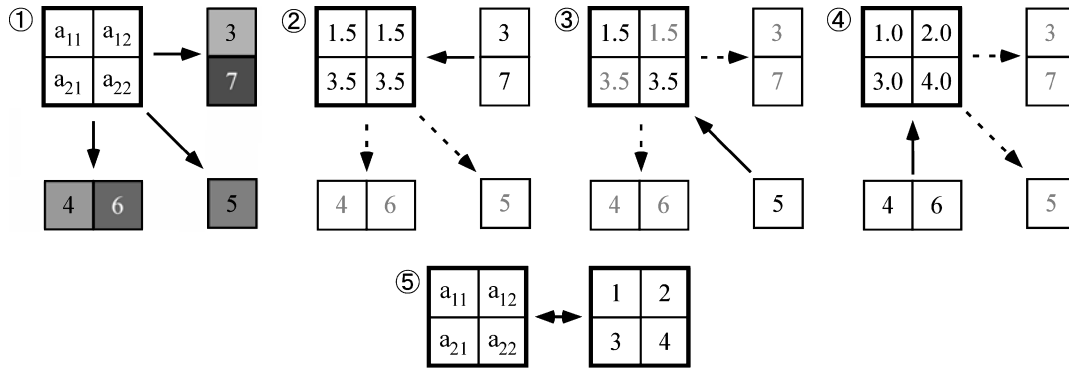 ① a11 a12 3 ② 1.5 1.5 3 ③ 1.5 1.5 3 ④ 1.0 2.0 3
a21 a22 7 3.5 3.5 7 3.5 3.5 7 3.0 4.0 7
4 6 5 4 6 5 4 6 5 4 6 5
⑤ a11 a12 1 2
a21 a22 3 4